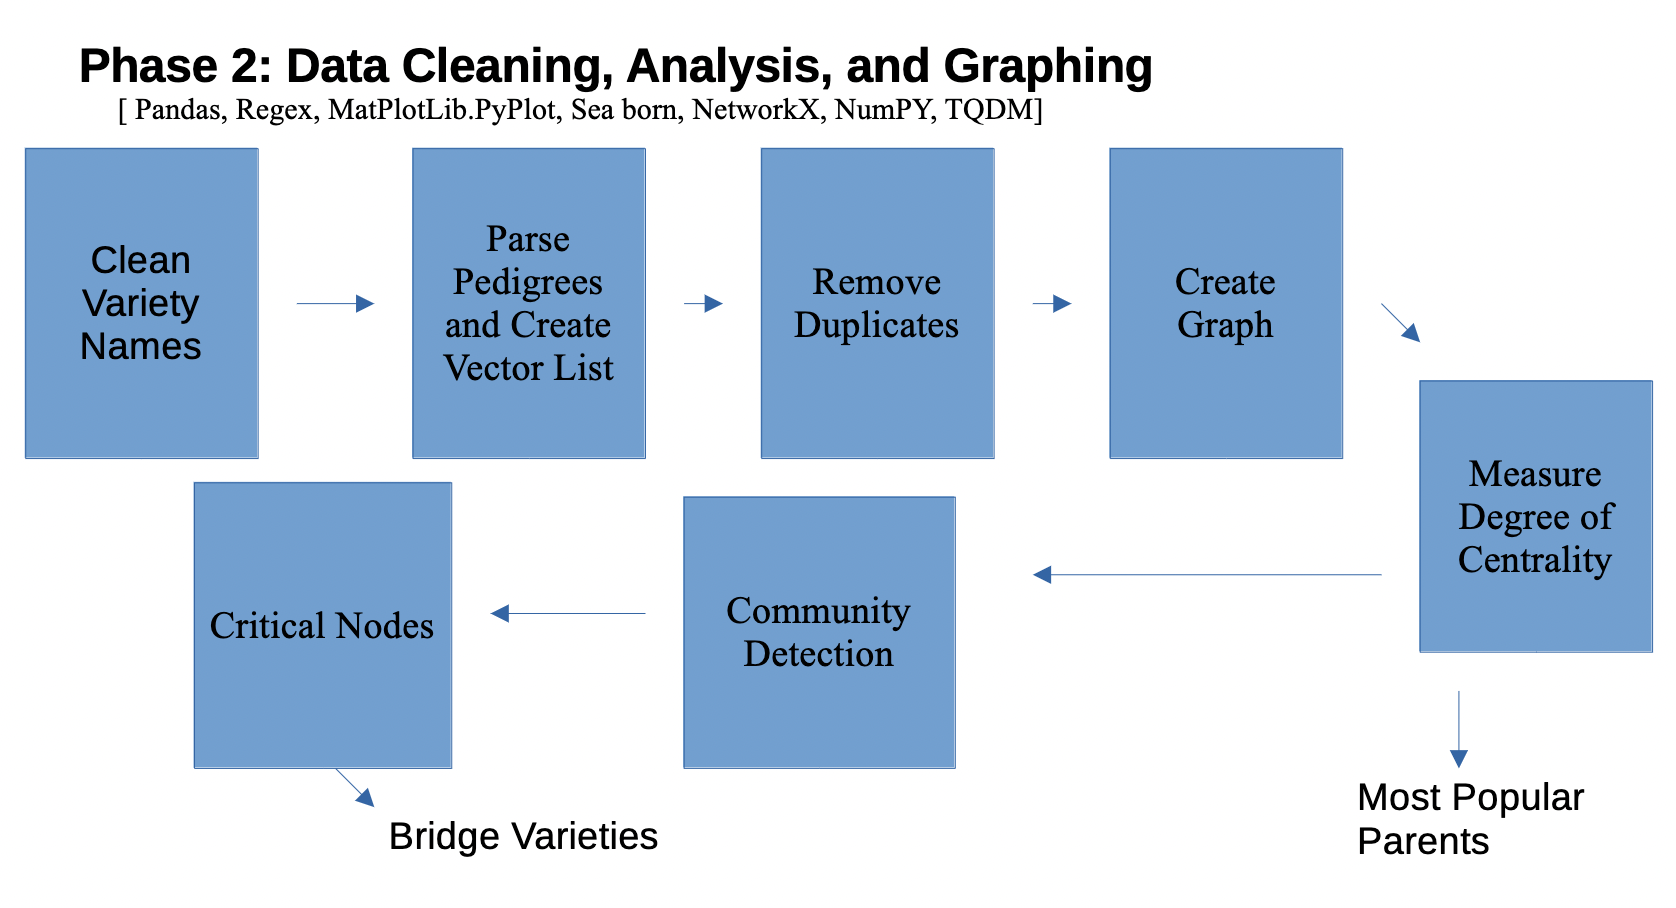 Phase 2: Data Cleaning, Analysis, and Graphing
[ Pandas, Regex, MatPlotLib.PyPlot, Sea born, NetworkX, NumPY, TQDM]
Clean
Variety
Names
Parse
Pedigrees
and Create
Vector List
Remove
Duplicates
Create
Graph
Measure
Degree of
Centrality
Community
Detection
Critical Nodes
Most Popular
Parents
Bridge Varieties